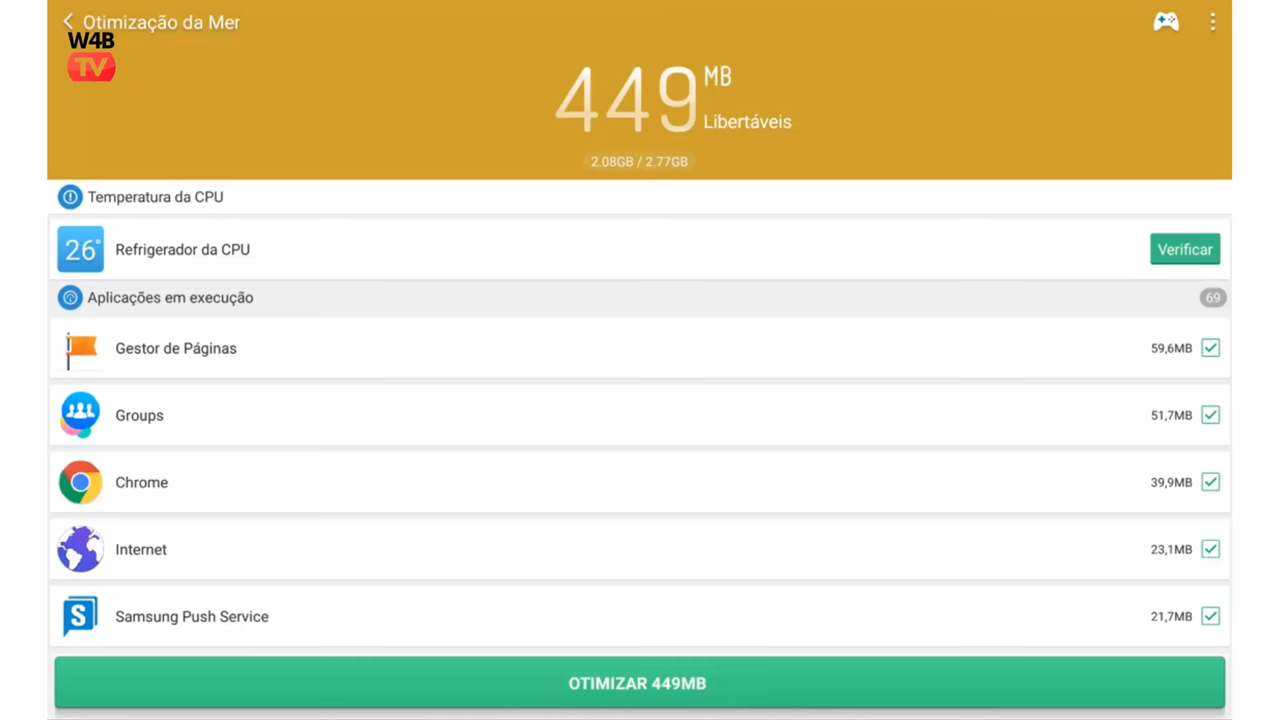 Otimização da Mer
W4B
TV
449 MB
Libertáveis
2.08GB / 2.77GB
Temperatura da CPU
26° Refrigerador da CPU Verificar
Aplicações em execução 69
Gestor de Páginas 59,6MB
Groups 51,7MB
Chrome 39,9MB
Internet 23,1MB
S Samsung Push Service 21,7MB
OTIMIZAR 449MB